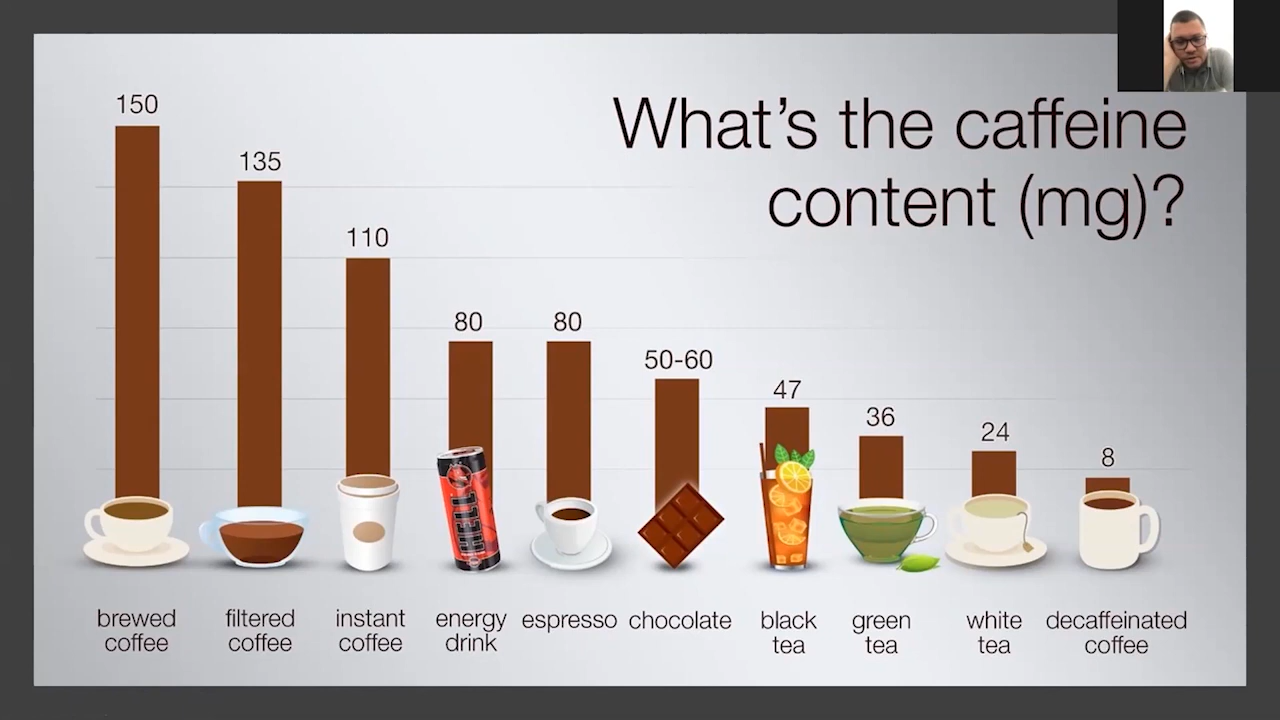 What's the caffeine
content (mg)?
150
135
110
80
80
50-60
47
36
24
8
HELL
brewed
coffee
filtered
coffee
instant
coffee
energy
drink
espresso
chocolate
black
tea
green
tea
white
tea
decaffeinated
coffee